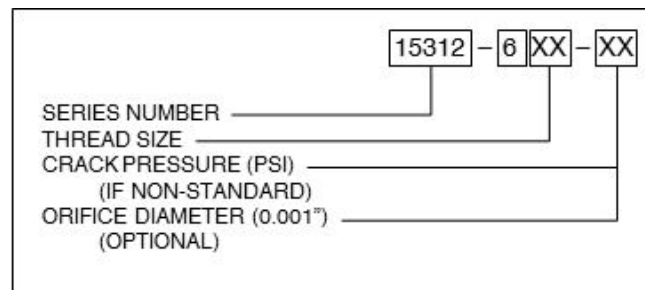 15312 – 6 XX – XX
SERIES NUMBER
THREAD SIZE
CRACK PRESSURE (PSI)
(IF NON-STANDARD)
ORIFICE DIAMETER (0.001”)
(OPTIONAL)